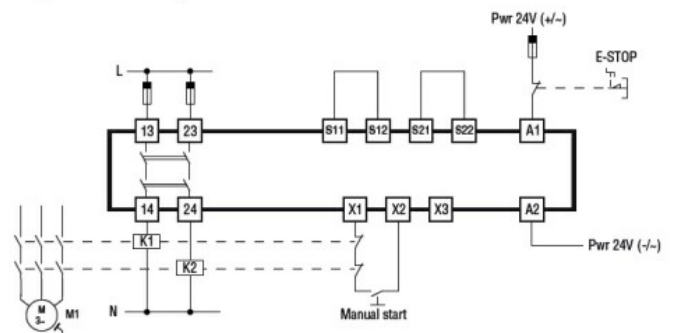 Pwr 24V (+/~)
E-STOP
L
13
23
S11
S12
S21
S22
A1
14
24
X1
X2
X3
A2
K1
K2
Pwr 24V (-/~)
M
3~
M1
N
Manual start